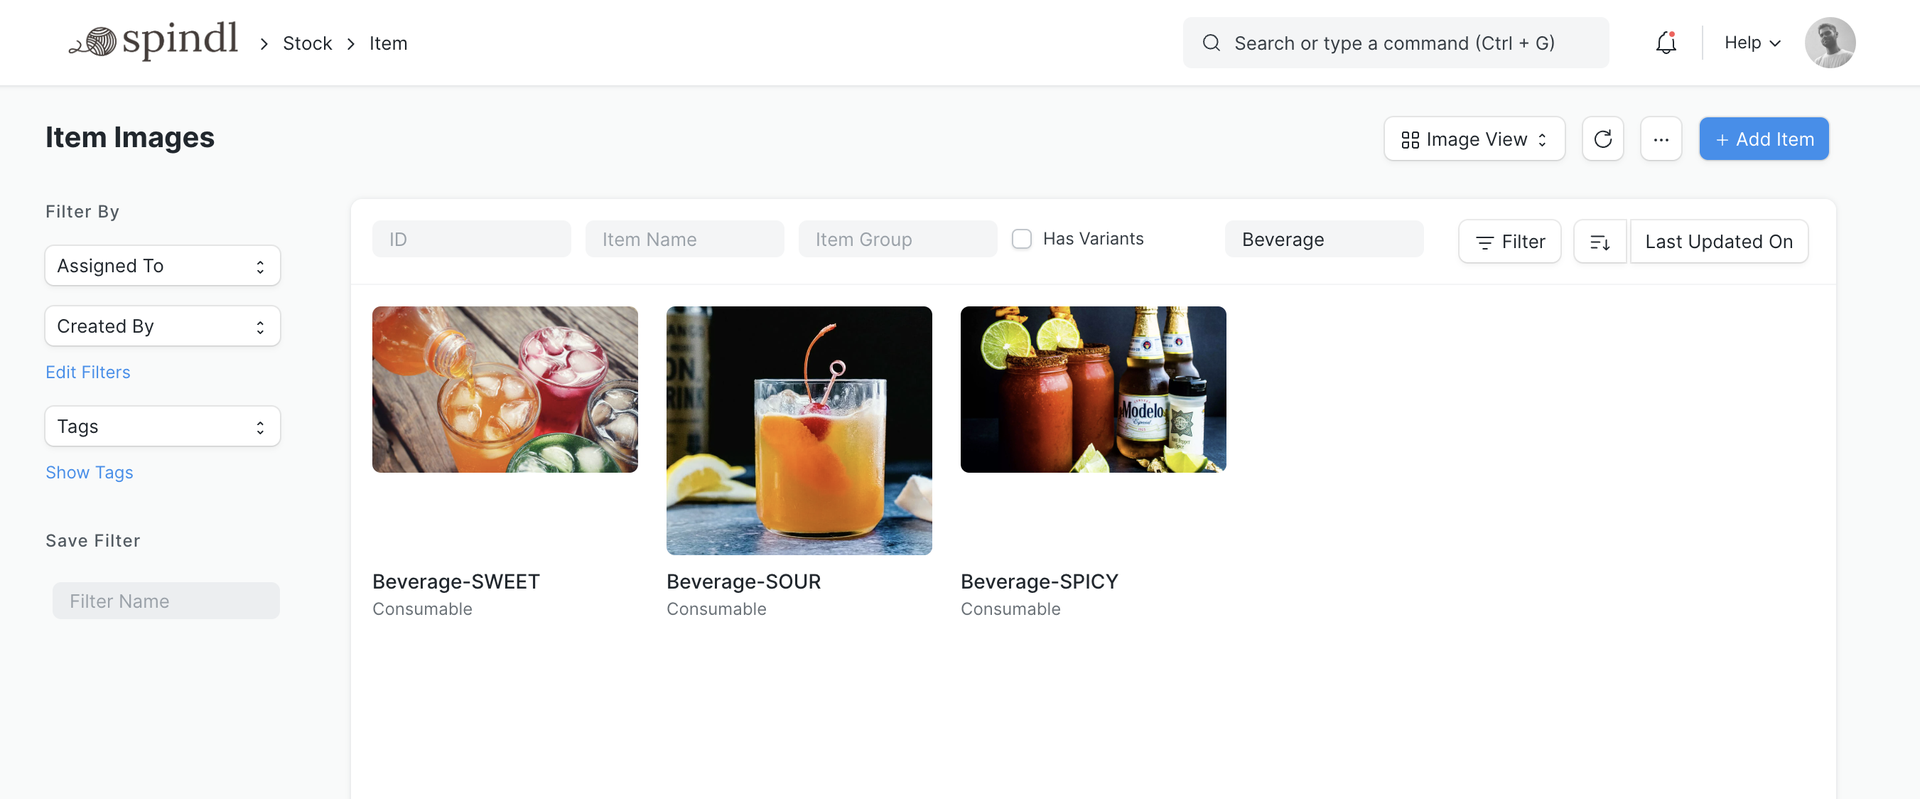 spindl
Stock
Item
Search or type a command (Ctrl + G)
Help
Item Images
Image View
+ Add Item
Filter By
Assigned To
Created By
Edit Filters
Tags
Show Tags
Save Filter
Filter Name
ID
Item Name
Item Group
Has Variants
Beverage
Filter
Last Updated On
Modelo
Especial
Beverage-SWEET
Consumable
Beverage-SOUR
Consumable
Beverage-SPICY
Consumable